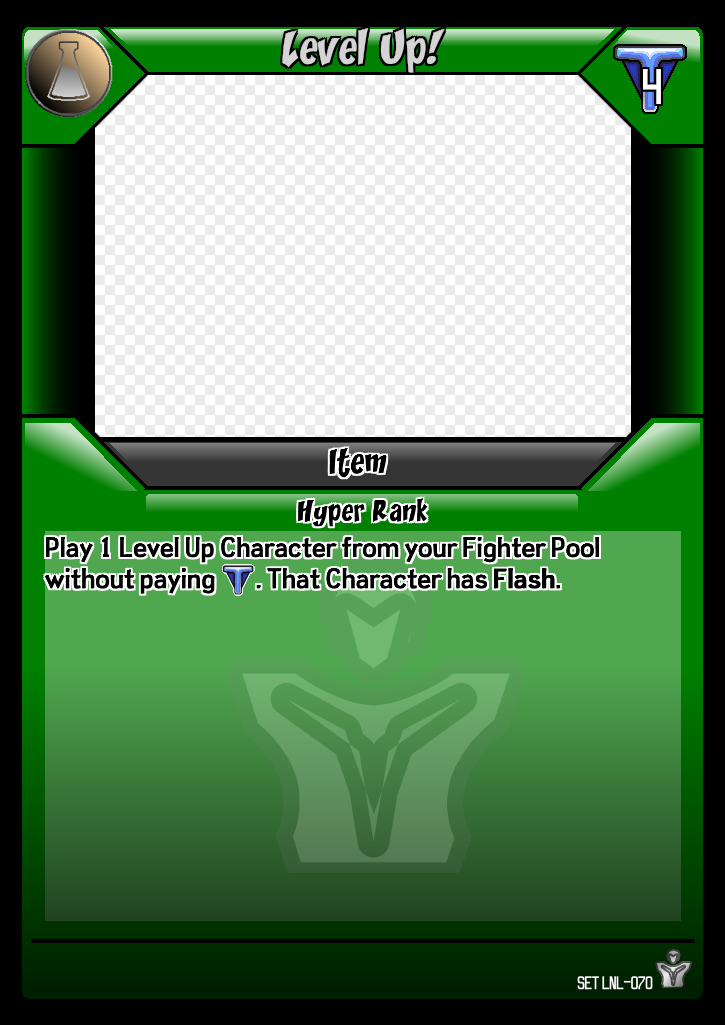 Level Up!
4
Item
Hyper Rank
Play 1 Level Up Character from your Fighter Pool
without paying T. That Character has Flash.
SET LNL-070